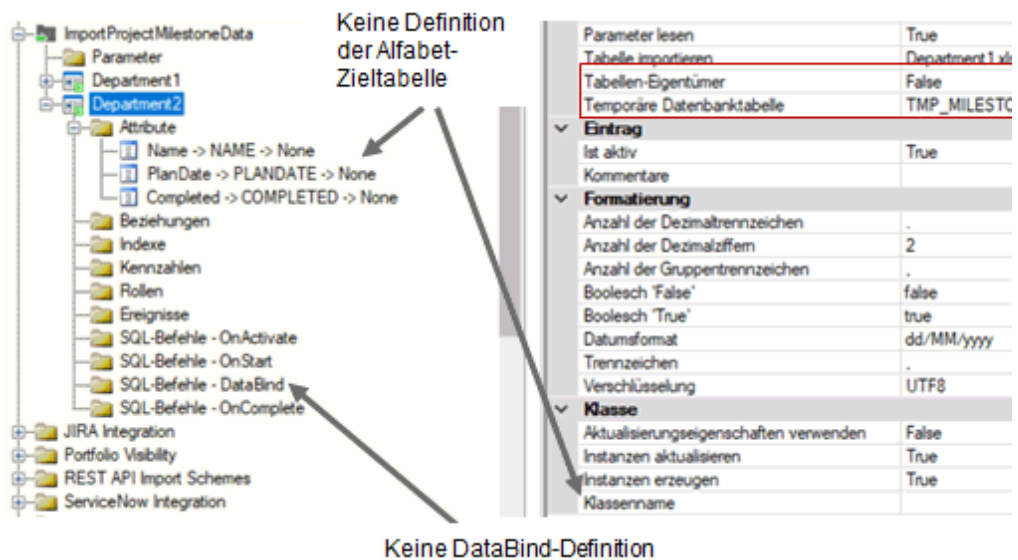 Keine Definition
der Alfabet-
Zieltabelle
ImportProjectMilestoneData
Parameter
Department1
Department2
Attribute
Name -> NAME -> None
PlanDate -> PLANDATE -> None
Completed -> COMPLETED -> None
Beziehungen
Indexe
Kennzahlen
Rollen
Ereignisse
SQL-Befehle - OnActivate
SQL-Befehle - OnStart
SQL-Befehle - DataBind
SQL-Befehle - OnComplete
JIRA Integration
Portfolio Visibility
REST API Import Schemes
ServiceNow Integration
Parameter lesen True
Tabelle importieren Department1.xls
Tabellen-Eigentümer False
Temporäre Datenbanktabelle TMP_MILESTO
Eintrag
Ist aktiv True
Kommentare
Formatierung
Anzahl der Dezimaltrennzeichen .
Anzahl der Dezimalziffern 2
Anzahl der Gruppentrennzeichen .
Boolesch 'False' false
Boolesch 'True' true
Datumsformat dd/MM/yyyy
Trennzeichen .
Verschlüsselung UTF8
Klasse
Aktualisierungseigenschaften verwenden False
Instanzen aktualisieren True
Instanzen erzeugen True
Klassenname
Keine DataBind-Definition